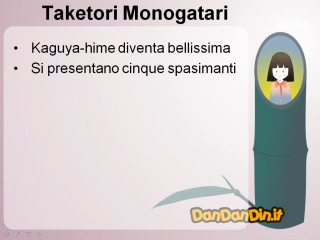 Taketori Monogatari
• Kaguya-hime diventa bellissima
• Si presentano cinque spasimanti
DanDanDin.it